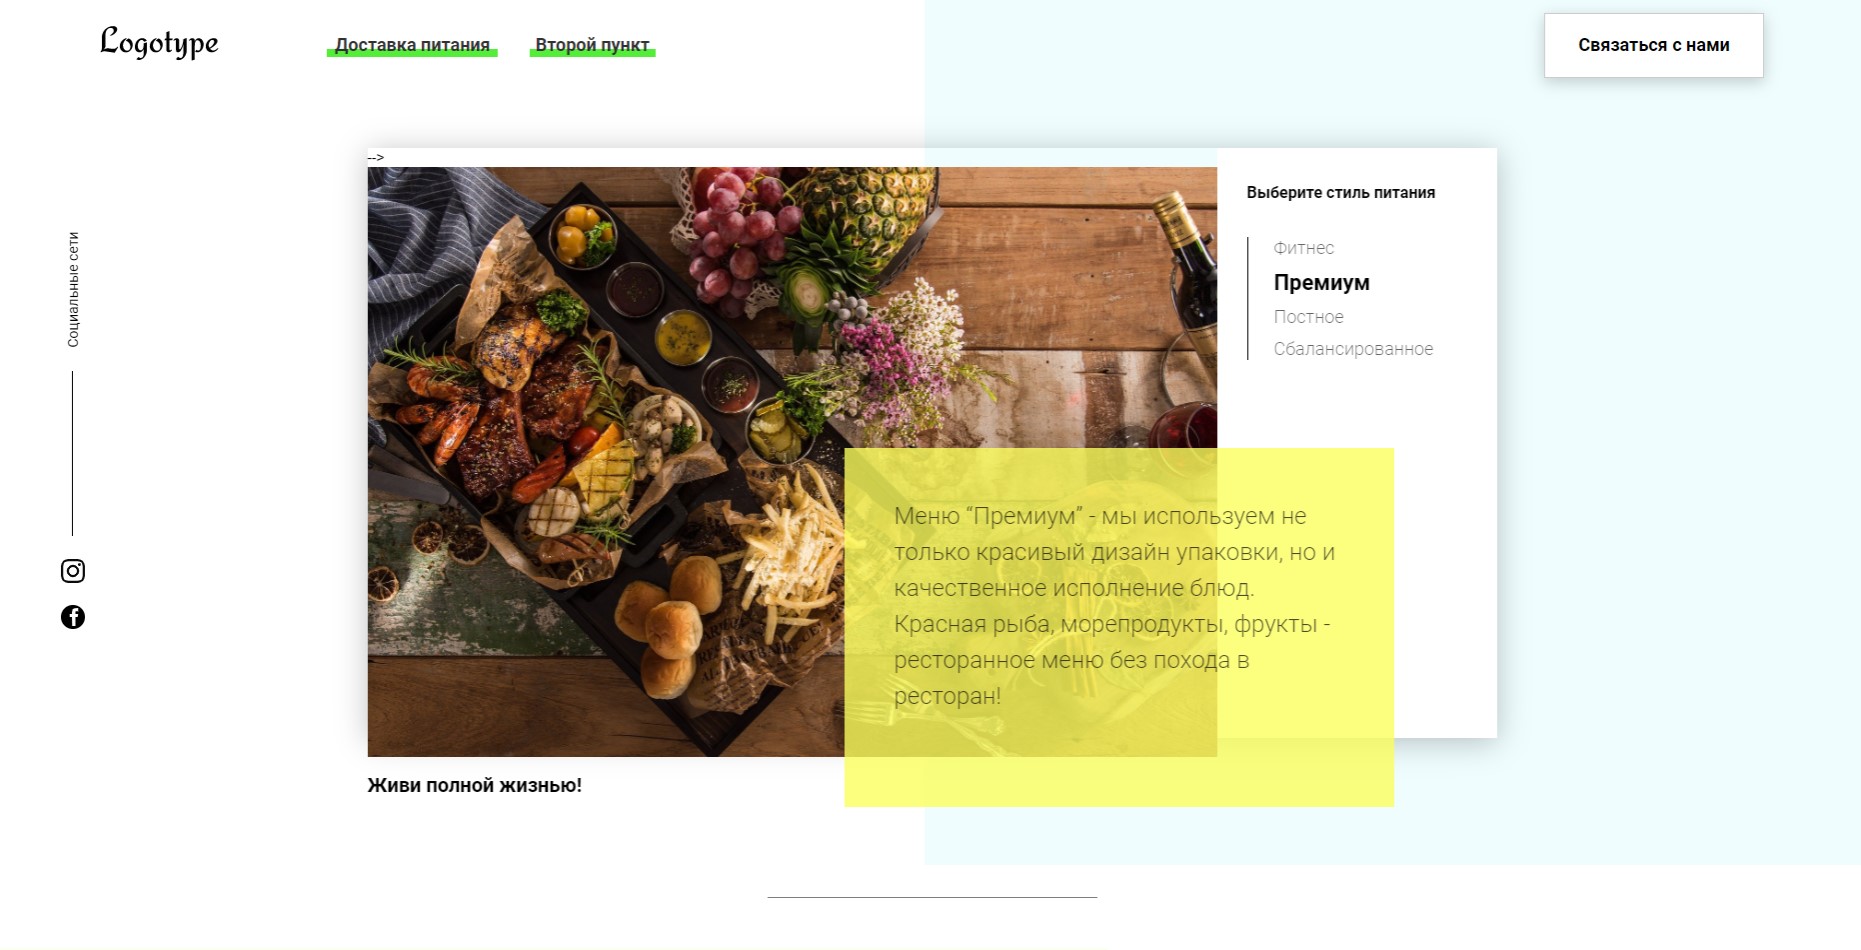 Logotype
Доставка питания
Второй пункт
Связаться с нами
-->
Выберите стиль питания
Фитнес
Премиум
Постное
Сбалансированное
Социальные сети
Меню “Премиум” - мы используем не
только красивый дизайн упаковки, но и
качественное исполнение блюд.
Красная рыба, морепродукты, фрукты -
ресторанное меню без похода в
ресторан!
Живи полной жизнью!